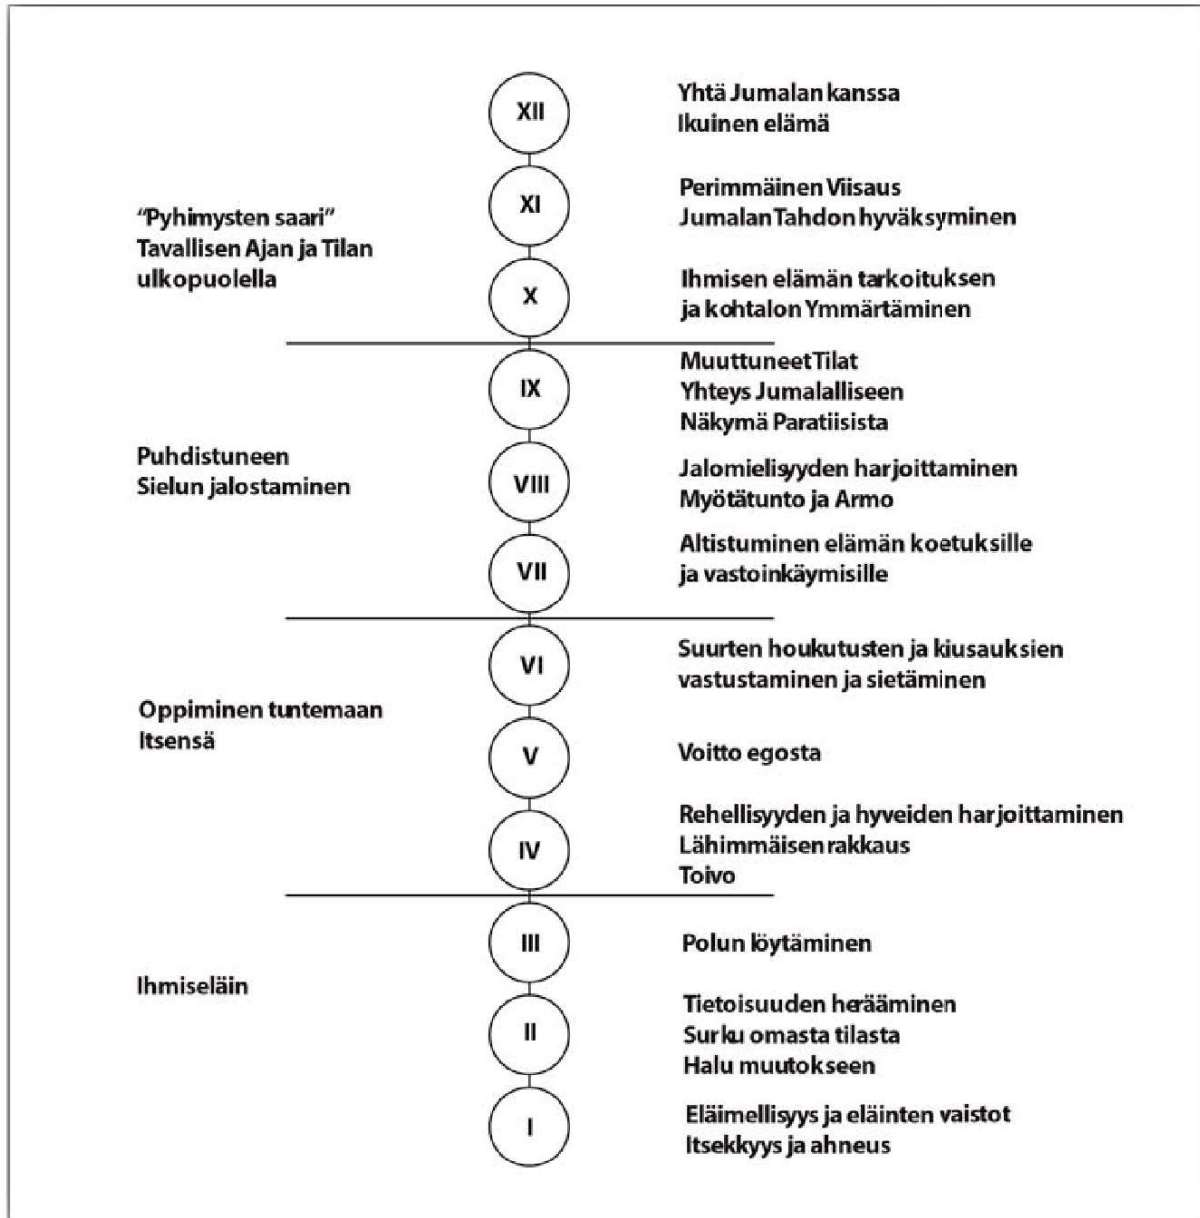 XII
Yhtä Jumalan kanssa
Ikuinen elämä
XI
Perimmäinen Viisaus
Jumalan Tahdon hyväksyminen
"Pyhimysten saari"
Tavallisen Ajan ja Tilan
ulkopuolella
X
Ihmisen elämän tarkoituksen
ja kohtalon Ymmärtäminen
IX
Muuttuneet Tilat
Yhteys Jumalalliseen
Näkymä Paratiisista
Puhdistuneen
Sielun jalostaminen
VIII
Jalomielisyyden harjoittaminen
Myötätunto ja Armo
VII
Altistuminen elämän koetuksille
ja vastoinkäymisille
VI
Suurten houkutusten ja kiusauksien
vastustaminen ja sietäminen
Oppiminen tuntemaan
Itsensä
V
Voitto egosta
IV
Rehellisyyden ja hyveiden harjoittaminen
Lähimmäisen rakkaus
Toivo
III
Polun löytäminen
Ihmiseläin
II
Tietoisuuden herääminen
Surku omasta tilasta
Halu muutokseen
I
Eläimellisyys ja eläinten vaistot
Itsekkyys ja ahneus